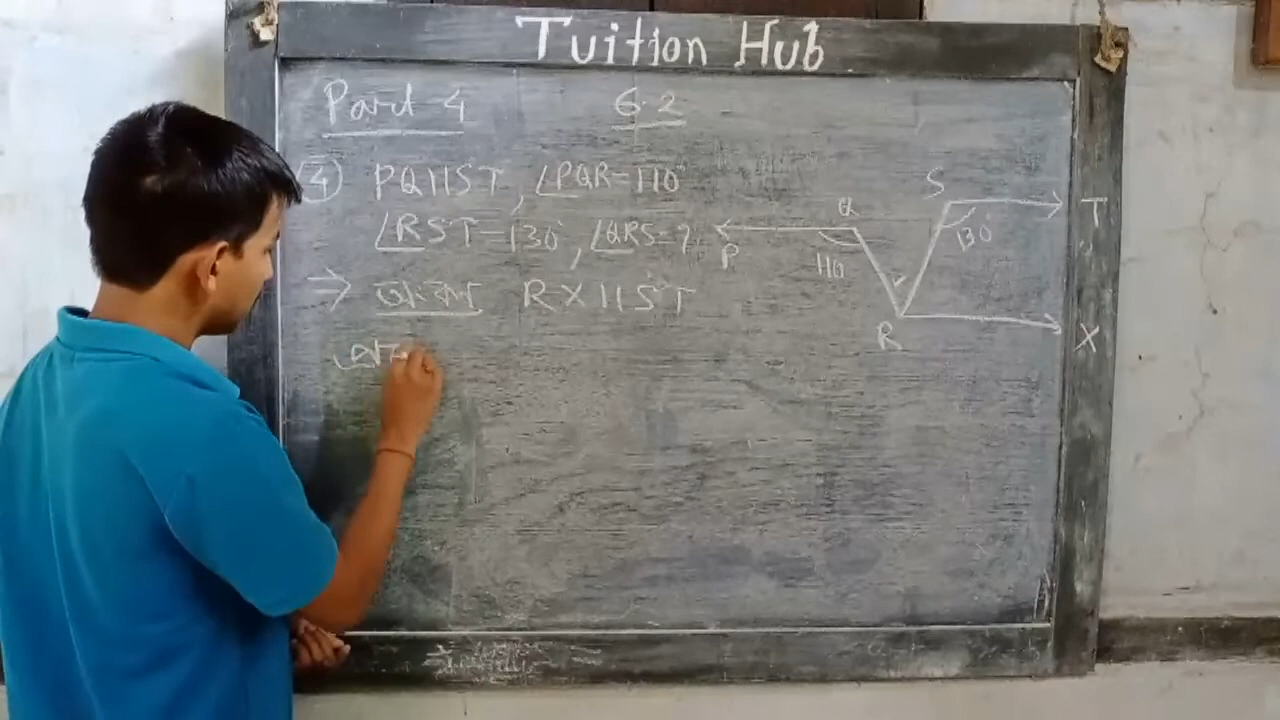 Tuition Hub
Part 4 6.2
④ PQ||ST, ∠PQR=110°
∠RST=130°, ∠QRS=?
⇒ অংকন RX||ST
S
T
Q
P
130°
110
R
X